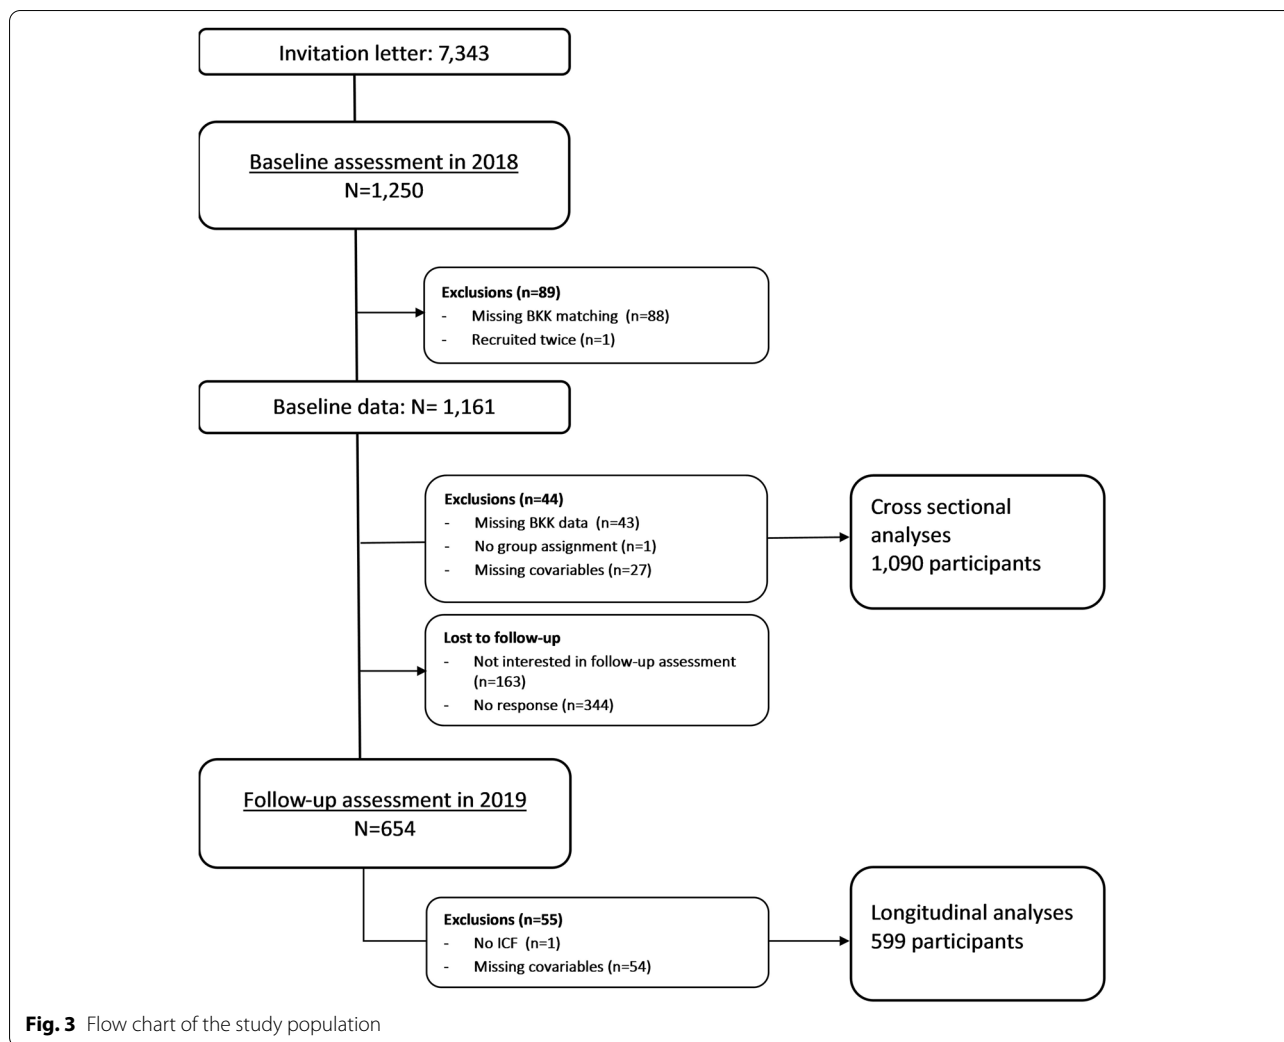 Invitation letter: 7,343
Baseline assessment in 2018
N=1,250
Exclusions (n=89)
- Missing BKK matching (n=88)
- Recruited twice (n=1)
Baseline data: N= 1,161
Exclusions (n=44)
- Missing BKK data (n=43)
- No group assignment (n=1)
- Missing covariables (n=27)
Cross sectional
analyses
1,090 participants
Lost to follow-up
- Not interested in follow-up assessment
(n=163)
- No response (n=344)
Follow-up assessment in 2019
N=654
Exclusions (n=55)
- No ICF (n=1)
- Missing covariables (n=54)
Longitudinal analyses
599 participants
Fig. 3 Flow chart of the study population